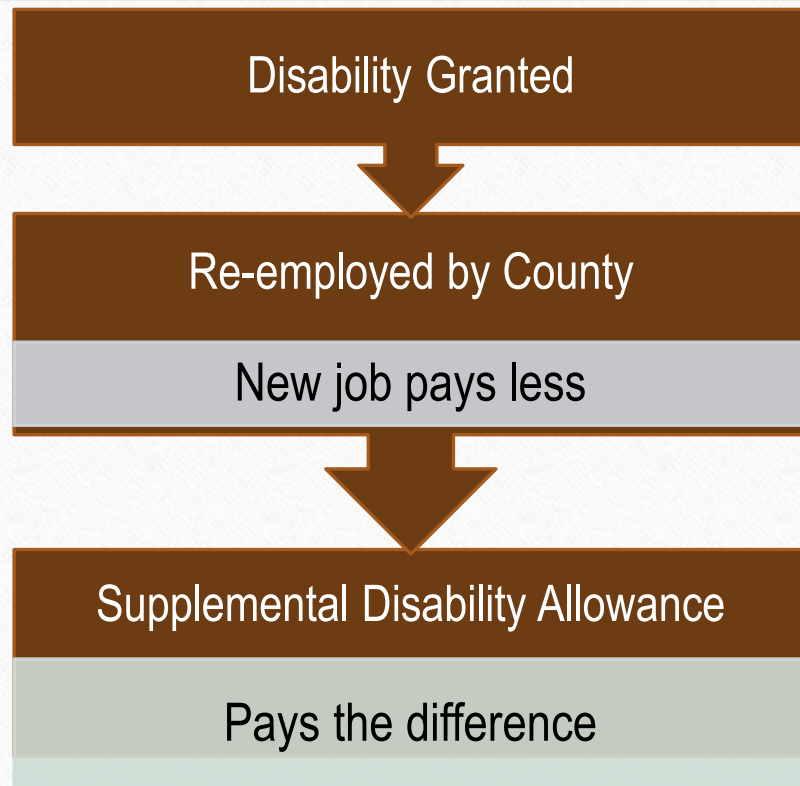 Disability Granted
Re-employed by County
New job pays less
Supplemental Disability Allowance
Pays the difference